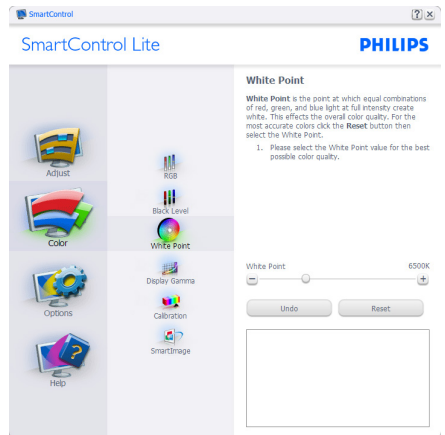 SmartControl
SmartControl Lite
PHILIPS
Adjust
Color
Options
Help
RGB
Black Level
White Point
Display Gamma
Calibration
SmartImage
White Point
White Point is the point at which equal combinations
of red, green, and blue light at full intensity create
white. This effects the overall color quality. For the
most accurate colors click the Reset button then
select the White Point.
1. Please select the White Point value for the best
possible color quality.
White Point 6500K
Undo Reset